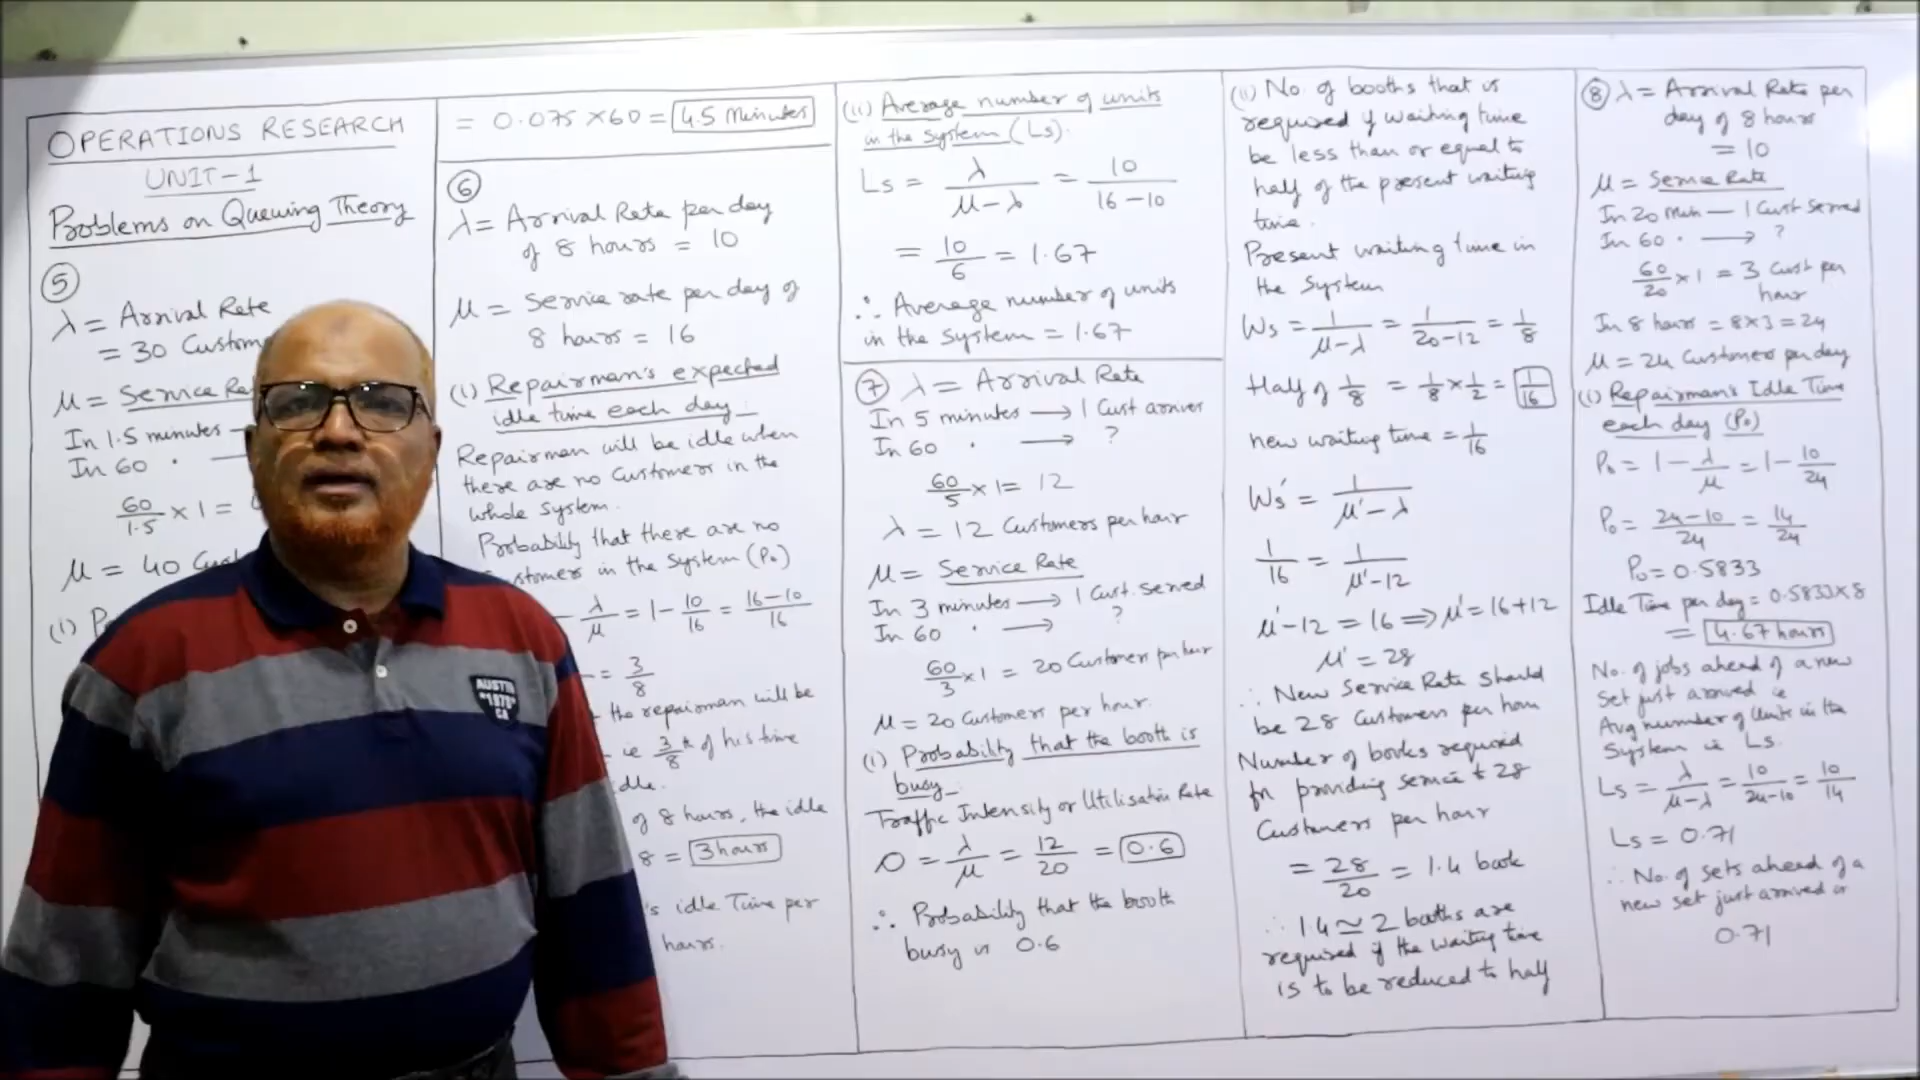 OPERATIONS RESEARCH
UNIT-1
Problems on Queuing Theory
5
λ = Arrival Rate
= 30
μ = Service
In 1.5 minutes
In 60 "
60/1.5 × 1 =
μ = 40
(i)
= 0.075 × 60 = 4.5 Minutes
6
λ = Arrival Rate per day
of 8 hours = 10
μ = Service rate per day of
8 hours = 16
(i) Repairman's expected
idle time each day -
Repairman will be idle when
there are no Customers in the
whole System.
Probability that there are no
in the System (P₀)
- λ/μ = 1 - 10/16 = (16-10)/16
= 3/8
the repairman will be
ie 3/8th of his time
of 8 hours, the idle
8 = 3 hours
idle Time per
hours.
(ii) Average number of units
in the System (Ls).
Ls = λ/(μ-λ) = 10/(16-10)
= 10/6 = 1.67
∴ Average number of units
in the System = 1.67
7 λ = Arrival Rate
In 5 minutes → 1 Cust arrives
In 60 " → ?
60/5 × 1 = 12
λ = 12 Customers per hour
μ = Service Rate
In 3 minutes → 1 Cust. served
In 60 " → ?
60/3 × 1 = 20 Customer per hour
μ = 20 Customers per hour.
(i) Probability that the booth is
busy -
Traffic Intensity or Utilisation Rate
ρ = λ/μ = 12/20 = 0.6
∴ Probability that the booth
busy is 0.6
(ii) No. of booths that is
required if waiting time
be less than or equal to
half of the present waiting
time.
Present waiting time in
the System
Ws = 1/(μ-λ) = 1/(20-12) = 1/8
Half of 1/8 = 1/8 × 1/2 = 1/16
new waiting time = 1/16
Ws' = 1/(μ'-λ)
1/16 = 1/(μ'-12)
μ'-12 = 16 ⇒ μ' = 16+12
μ' = 28
∴ New Service Rate should
be 28 Customers per hour
Number of required
for providing service to 28
Customers per hour
= 28/20 = 1.4
∴ 1.4 ≃ 2 booths are
required if the waiting time
is to be reduced to half
8 λ = Arrival Rate per
day of 8 hours
= 10
μ = Service Rate
In 20 Min — 1 Cust Served
In 60 " → ?
60/20 × 1 = 3 Cust per
hour
In 8 hours = 8×3 = 24
μ = 24 Customers per day
(i) Repairman's Idle Time
each day (P₀)
P₀ = 1 - λ/μ = 1 - 10/24
P₀ = (24-10)/24 = 14/24
P₀ = 0.5833
Idle Time per day = 0.5833×8
= 4.67 hours
No. of jobs ahead of a new
Set just arrived ie
Avg number of Units in the
System ie Ls.
Ls = λ/(μ-λ) = 10/(24-10) = 10/14
Ls = 0.71
∴ No. of sets ahead of a
new set just arrived is
0.71
AUSTIN
"1878"
CA